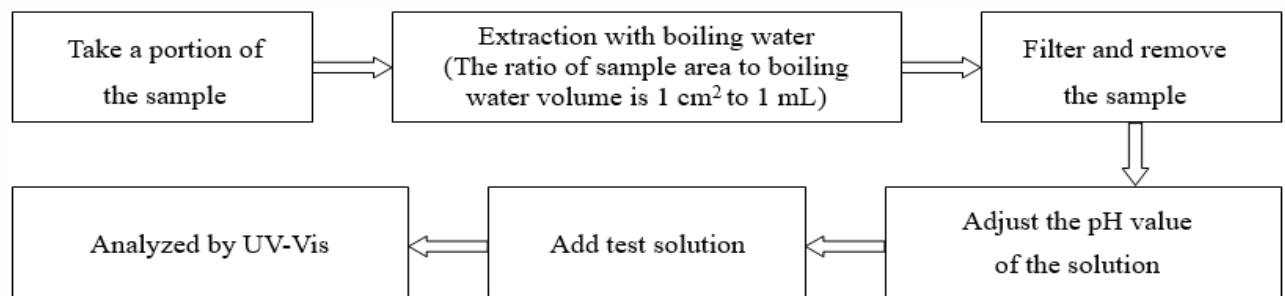 Take a portion of
the sample
Extraction with boiling water
(The ratio of sample area to boiling
water volume is 1 cm² to 1 mL)
Filter and remove
the sample
Adjust the pH value
of the solution
Add test solution
Analyzed by UV-Vis